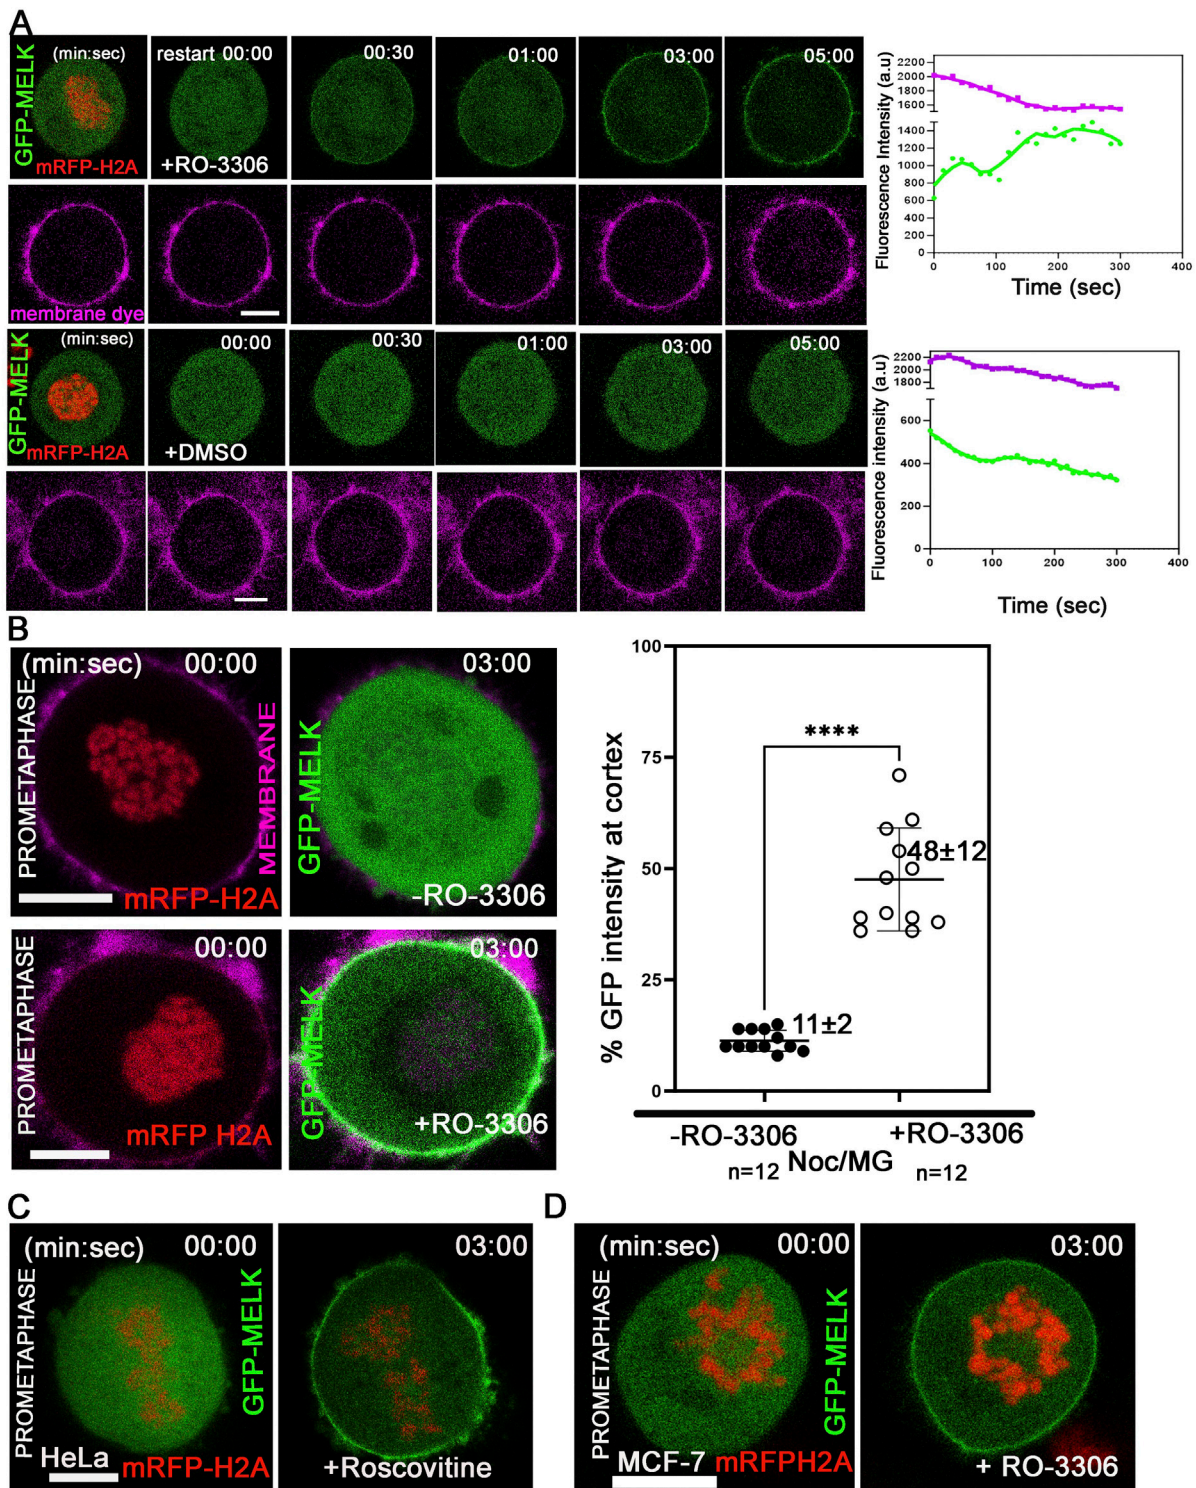 A
GFP-MELK
(min:sec)
mRFP-H2A
restart 00:00
+RO-3306
00:30
01:00
03:00
05:00
membrane dye
Fluorescence Intensity (a.u)
2200
2000
1800
1600
1400
1200
1000
800
600
400
200
0
0 100 200 300 400
Time (sec)
GFP-MELK
(min:sec)
mRFP-H2A
00:00
+DMSO
00:30
01:00
03:00
05:00
Fluorescence intensity (a.u)
2200
2000
1800
600
400
200
0
0 100 200 300 400
Time (sec)
B
PROMETAPHASE
(min:sec) 00:00
MEMBRANE
mRFP-H2A
GFP-MELK
03:00
-RO-3306
PROMETAPHASE
00:00
mRFP H2A
GFP-MELK
03:00
+RO-3306
% GFP intensity at cortex
100
75
50
25
0
****
48±12
11±2
-RO-3306 +RO-3306
n=12 Noc/MG n=12
C
PROMETAPHASE
(min:sec) 00:00
GFP-MELK
HeLa
mRFP-H2A
03:00
+Roscovitine
D
PROMETAPHASE
(min:sec) 00:00
GFP-MELK
MCF-7 mRFPH2A
03:00
+ RO-3306